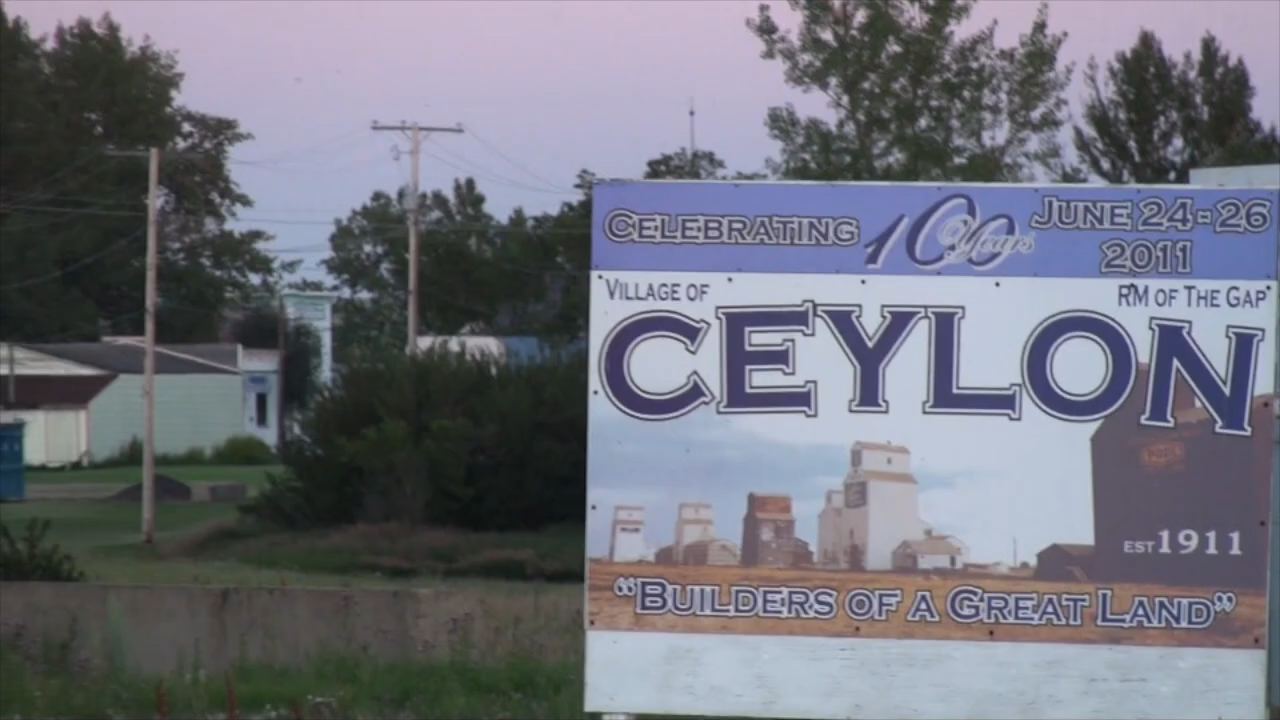 CELEBRATING 100 Years JUNE 24-26
2011
VILLAGE OF RM OF THE GAP
CEYLON
EST 1911
"BUILDERS OF A GREAT LAND"